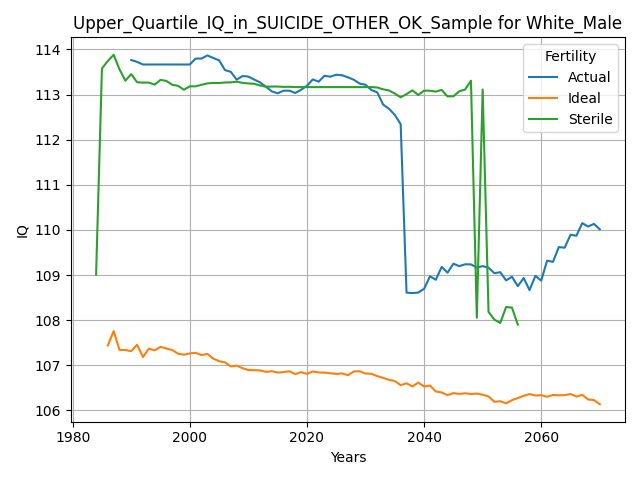 Upper_Quartile_IQ_in_SUICIDE_OTHER_OK_Sample for White_Male
Fertility
Actual
Ideal
Sterile
IQ
114
113
112
111
110
109
108
107
106
1980
2000
2020
2040
2060
Years